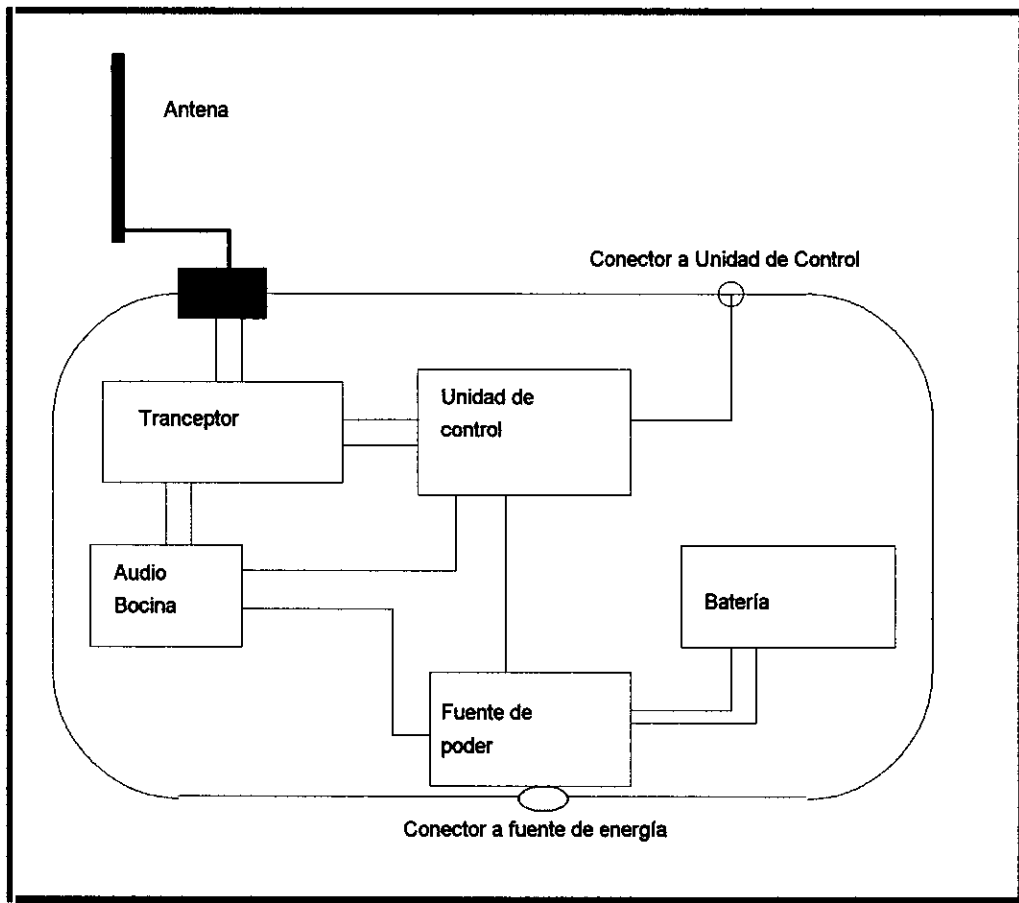 Antena
Conector a Unidad de Control
Tranceptor
Unidad de
control
Audio
Bocina
Batería
Fuente de
poder
Conector a fuente de energía